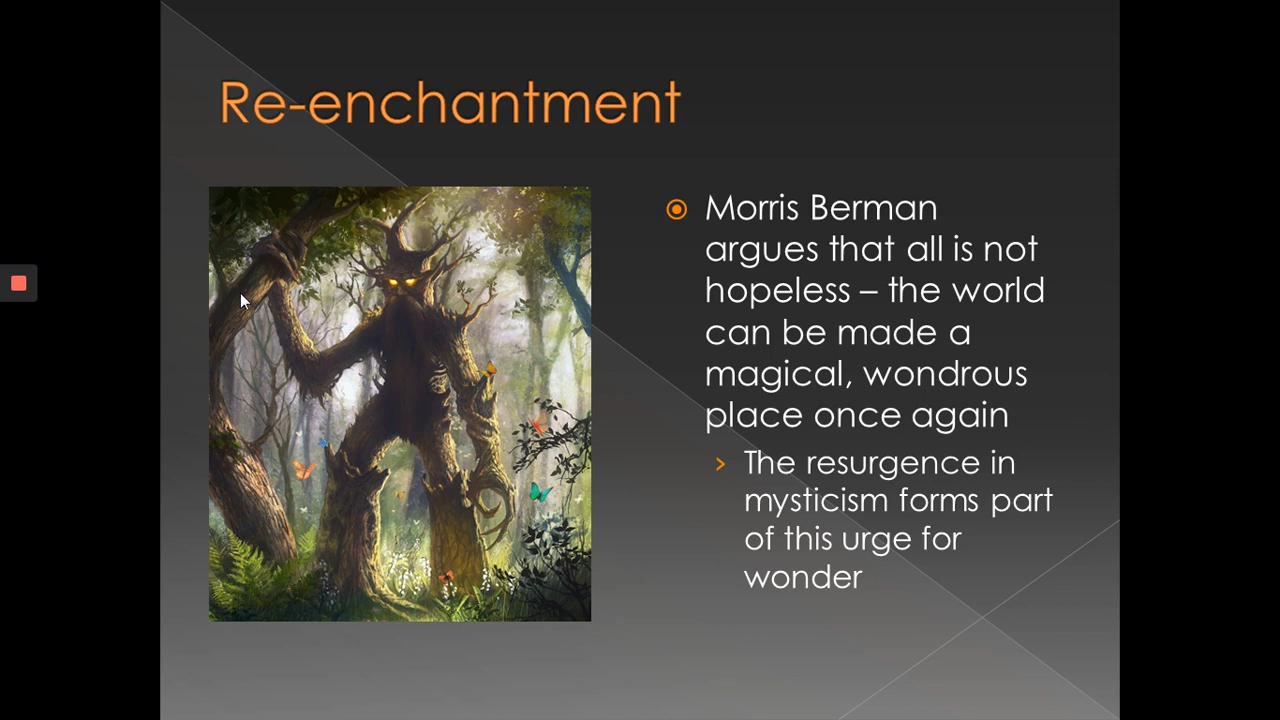 Re-enchantment
Morris Berman
argues that all is not
hopeless – the world
can be made a
magical, wondrous
place once again
The resurgence in
mysticism forms part
of this urge for
wonder